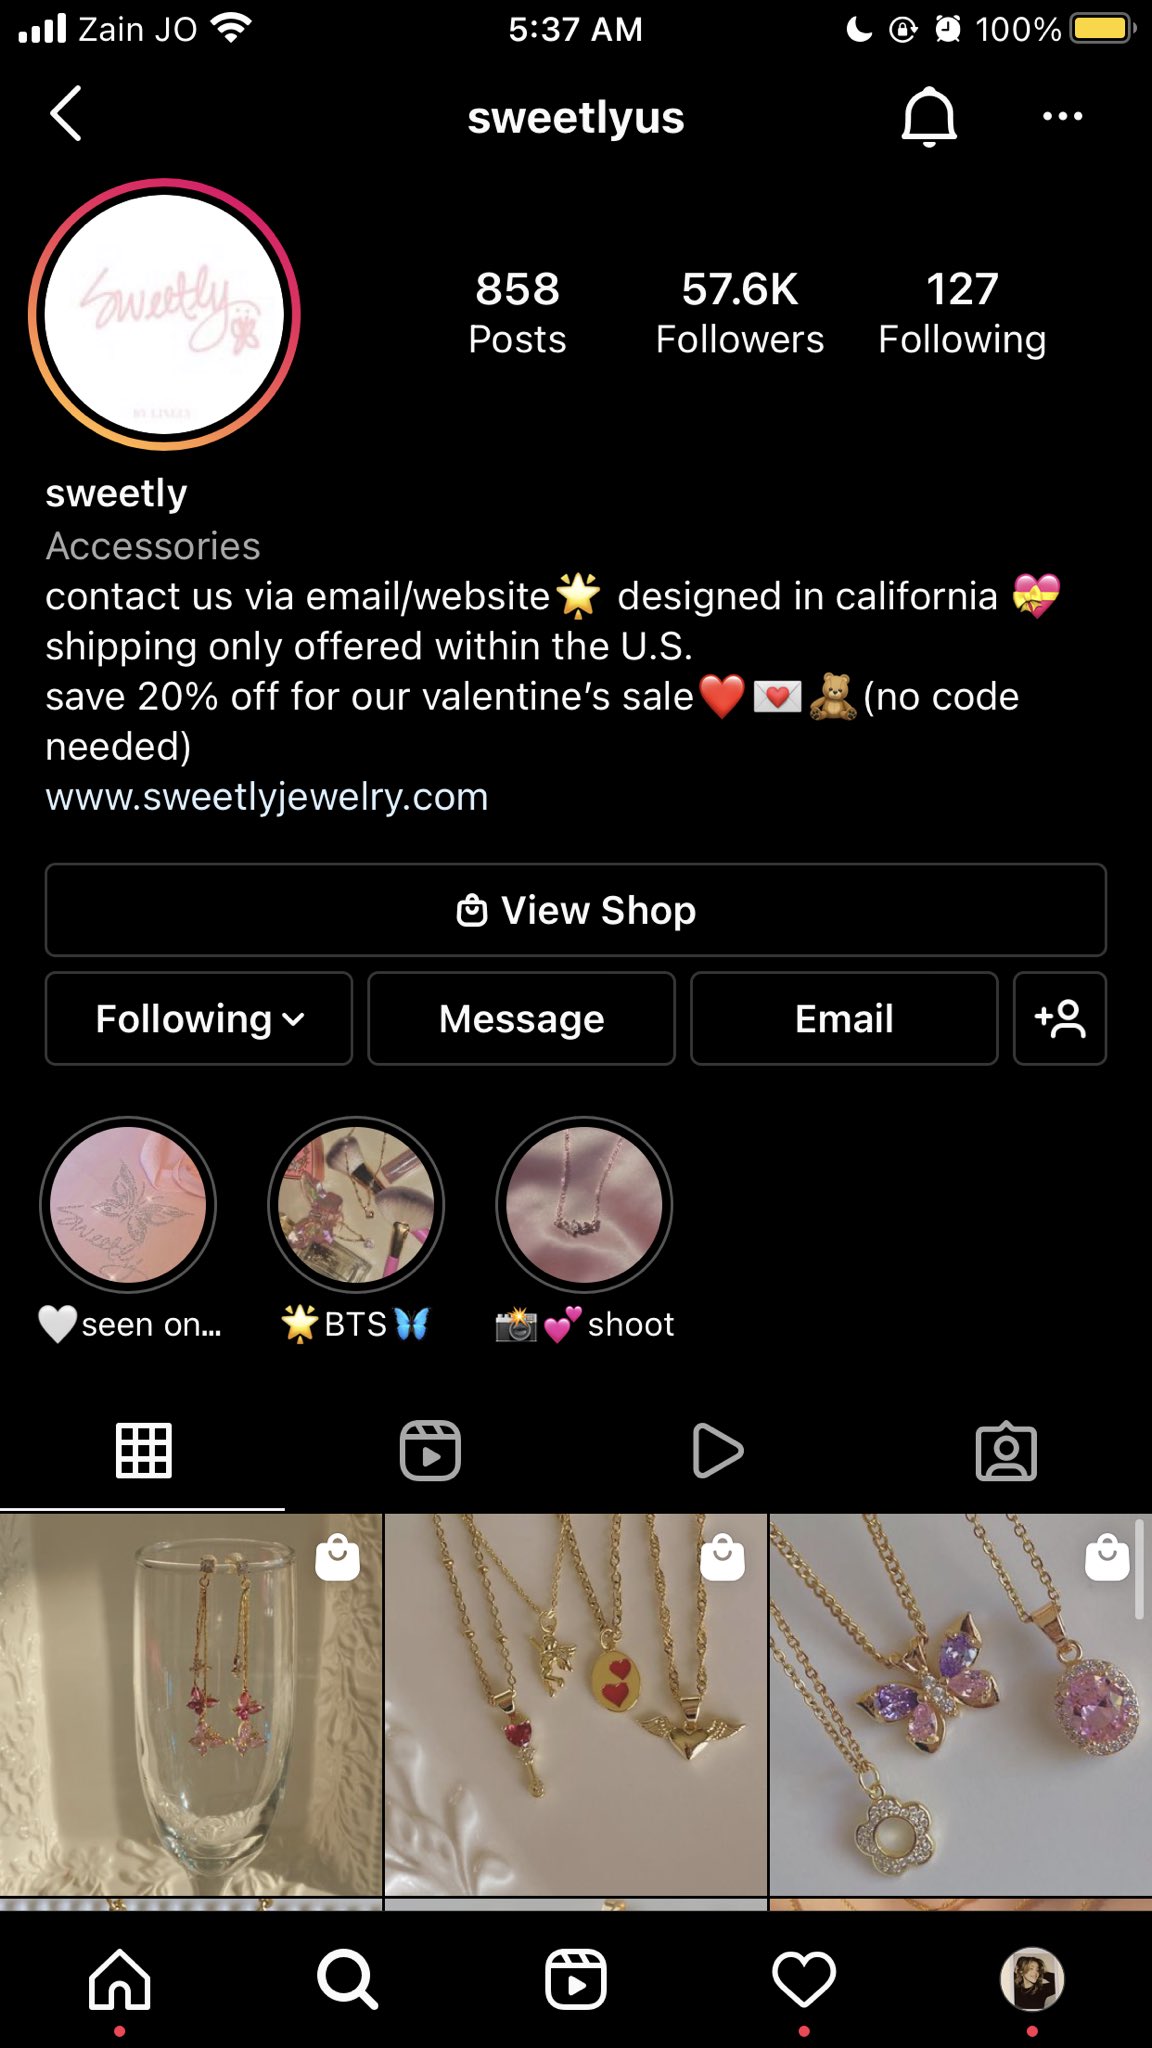 Zain JO 5:37 AM 100%
sweetlyus
Sweetly
858 57.6K 127
Posts Followers Following
sweetly
Accessories
contact us via email/website🌟 designed in california 💝
shipping only offered within the U.S.
save 20% off for our valentine’s sale❤️💌🧸(no code
needed)
www.sweetlyjewelry.com
View Shop
Following Message Email
Sweetly
🤍seen on... 🌟BTS🦋 📸💕shoot